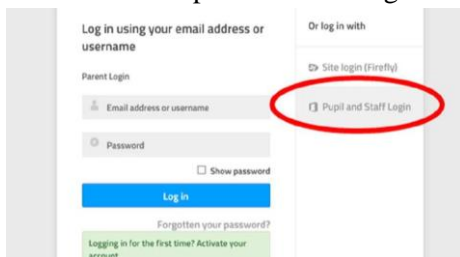 Log in using your email address or
username
Parent Login
Email address or username
Password
Show password
Log in
Forgotten your password?
Logging in for the first time? Activate your
account
Or log in with
Site login (Firefly)
Pupil and Staff Login